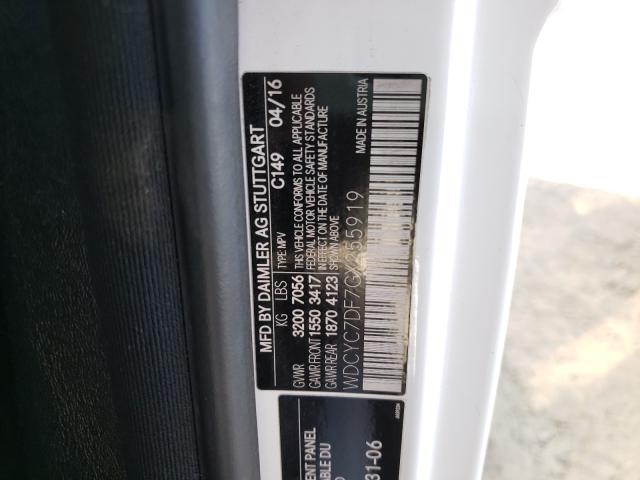 MFD BY DAIMLER AG STUTTGART
C149 04/16
KG LBS TYPE: MPV
GVWR 3200 7056 THIS VEHICLE CONFORMS TO ALL APPLICABLE
GAWR FRONT 1550 3417 FEDERAL MOTOR VEHICLE SAFETY STANDARDS
GAWR REAR 1870 4123 IN EFFECT ON THE DATE OF MANUFACTURE
SHOWN ABOVE
WDCYC7DF7GX255919
MADE IN AUSTRIA
ENT PANEL
ABLE DU
31-06